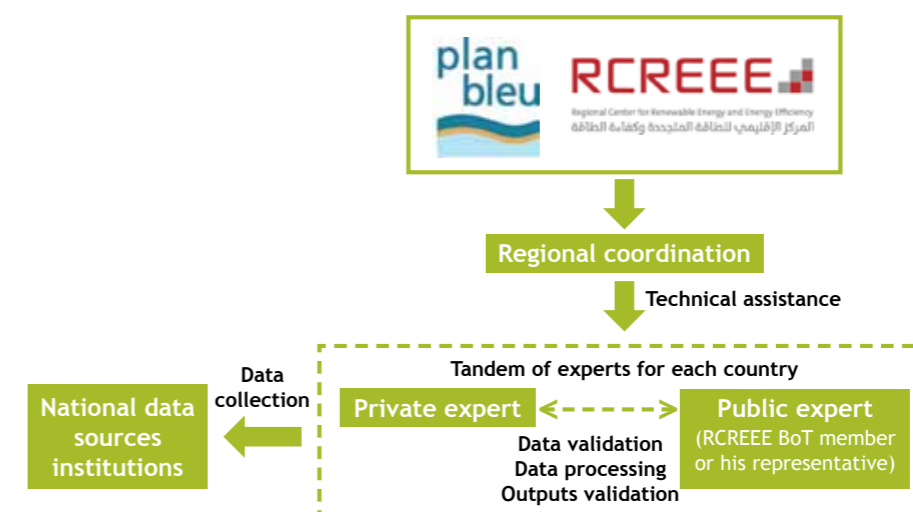 plan
bleu
RCREEE
Regional Center for Renewable Energy and Energy Efficiency
المركز الإقليمي للطاقة المتجددة وكفاءة الطاقة
Regional coordination
Technical assistance
Tandem of experts for each country
Data
collection
National data
sources
institutions
Private expert
Public expert
(RCREEE BoT member
or his representative)
Data validation
Data processing
Outputs validation